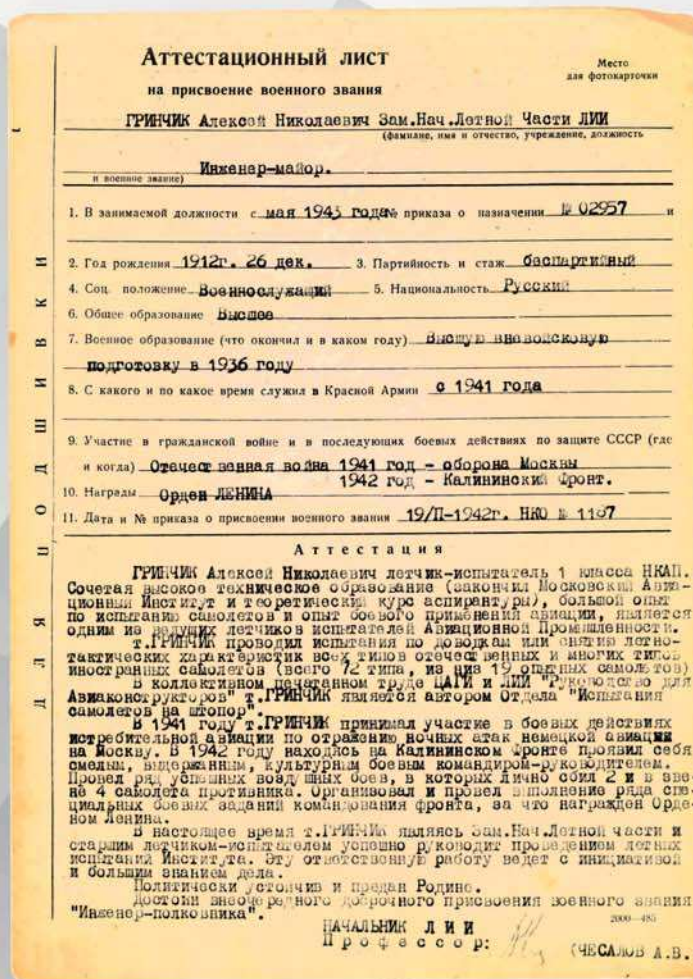 Аттестационный лист
Место
для фотокарточки
на присвоение военного звания
ГРИНЧИК Алексей Николаевич Зам.Нач.Летной Части ЛИИ
(фамилие, имя и отчество, учреждение, должность
Инженер-майор.
и военное звание)
1. В занимаемой должности с мая 1943 года № приказа о назначении № 02957 и
2. Год рождения 1912г. 26 дек. 3. Партийность и стаж беспартийный
4. Соц. положение Военнослужащий 5. Национальность Русский
6. Общее образование Высшее
7. Военное образование (что окончил и в каком году) Высшую вневойсковую
подготовку в 1936 году
8. С какого и по какое время служил в Красной Армии с 1941 года
9. Участие в гражданской войне и в последующих боевых действиях по защите СССР (где
и когда) Отечественная война 1941 год - оборона Москвы
1942 год - Калининский Фронт.
10. Награды Орден ЛЕНИНА
11. Дата и № приказа о присвоении военного звания 19/П-1942г. НКО № 1187
Аттестация
ГРИНЧИК Алексей Николаевич летчик-испытатель 1 класса НКАП.
Сочетая высокое техническое образование (закончил Московский Авиа-
ционный Институт и теоретический курс аспирантуры), большой опыт
по испытанию самолетов и опыт боевого применения авиации, является
одним из ведущих летчиков испытателей Авиационной Промышленности.
т.ГРИНЧИК проводил испытания по доводкам или снятию летно-
тактических характеристик всех типов отечественных и многих типов
иностранных самолетов (всего 72 типа, из них 19 опытных самолетов)
В коллективном печатанном труде ЦАГИ и ЛИИ "Руководство для
Авиаконструкторов" т.ГРИНЧИК является автором Отдела "Испытания
самолетов на штопор".
В 1941 году т.ГРИНЧИК принимал участие в боевых действиях
истребительной авиации по отражению ночных атак немецкой авиации
на Москву. В 1942 году находясь на Калининском Фронте проявил себя
смелым, выдержанным, культурным боевым командиром-руководителем.
Провел ряд успешных воздушных боев, в которых лично сбил 2 и в зве-
не 4 самолета противника. Организовал и провел выполнение ряда спе-
циальных боевых заданий командования фронта, за что награжден Орде-
ном Ленина.
В настоящее время т.ГРИНЧИК являясь Зам.Нач.Летной части и
старшим летчиком-испытателем успешно руководит проведением летных
испытаний Института. Эту ответственную работу ведет с инициативой
и большим знанием дела.
Политически устойчив и предан Родине.
Достоин внеочередного досрочного присвоения военного звания
"Инженер-полковника".
2000—485
НАЧАЛЬНИК ЛИИ
Профессор:
(ЧЕСАЛОВ А.В.
ДЛЯ ПОДШИВКИ